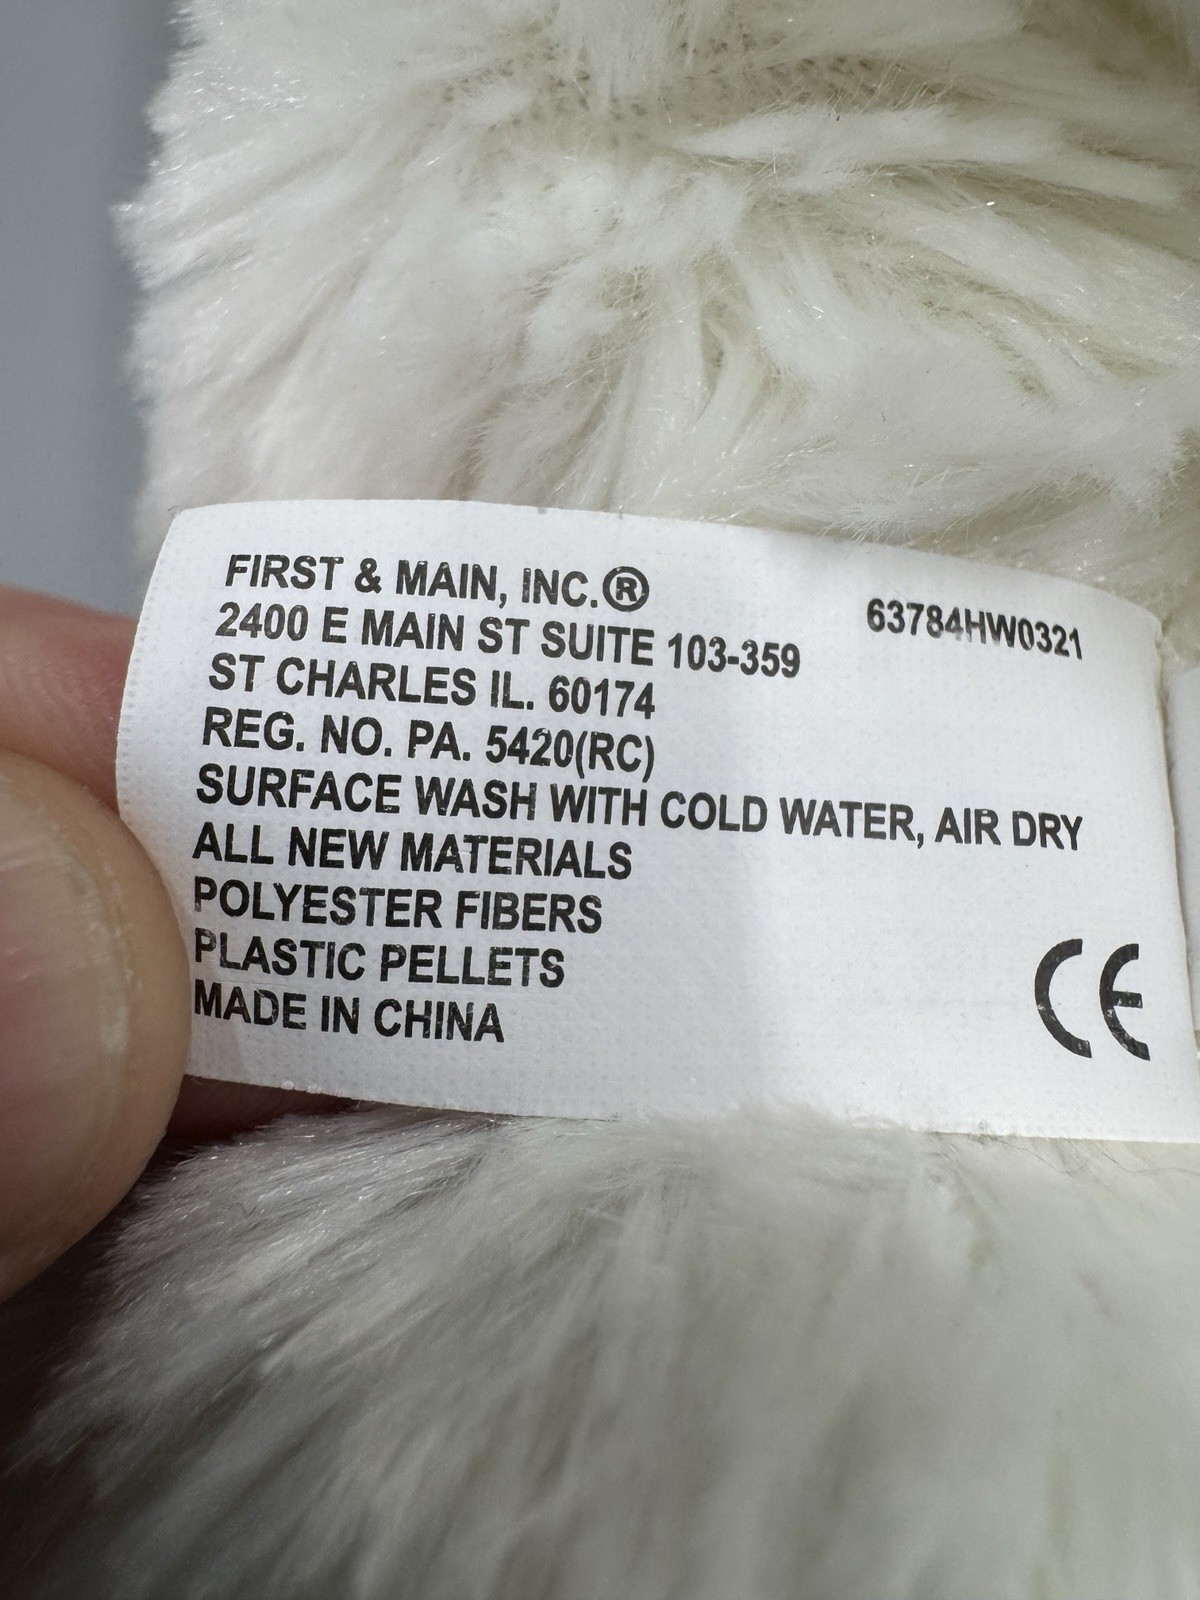 FIRST & MAIN, INC.®
63784HW0321
2400 E MAIN ST SUITE 103-359
ST CHARLES IL. 60174
REG. NO. PA. 5420(RC)
SURFACE WASH WITH COLD WATER, AIR DRY
ALL NEW MATERIALS
POLYESTER FIBERS
PLASTIC PELLETS
MADE IN CHINA
CE